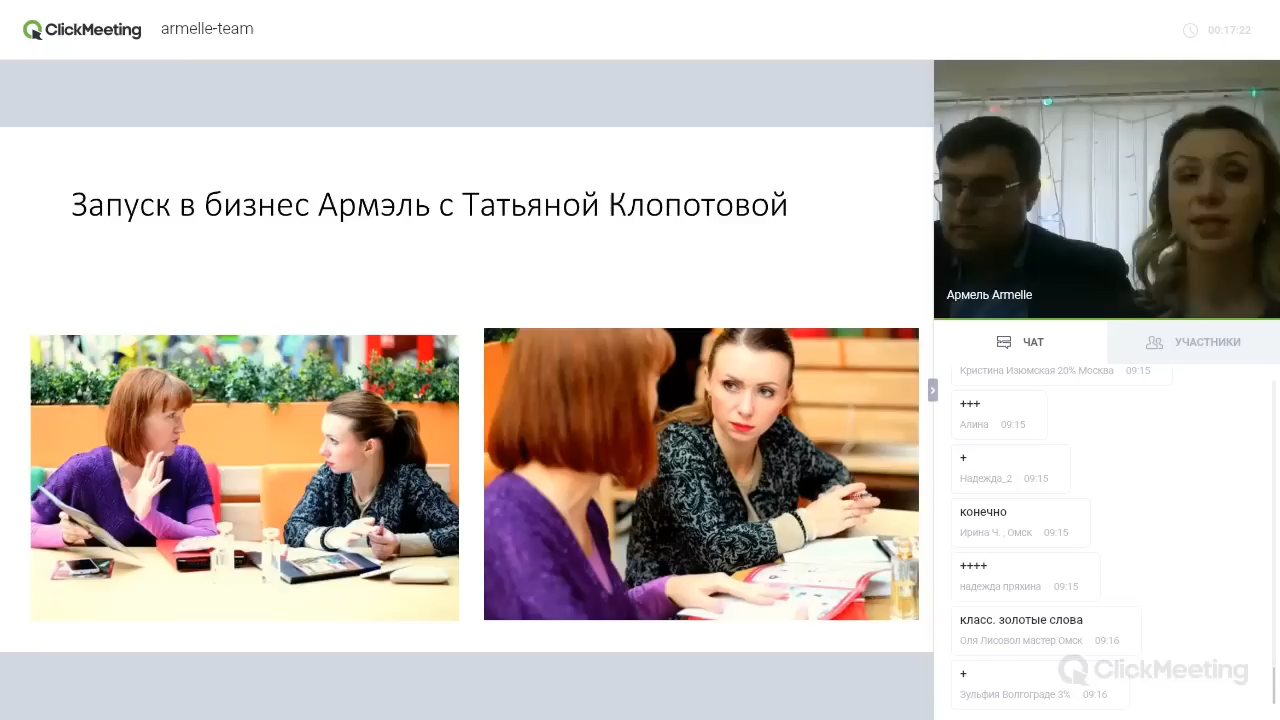 ClickMeeting
armelle-team
00:17:22
Запуск в бизнес Армэль с Татьяной Клопотовой
Армель Armelle
ЧАТ
УЧАСТНИКИ
Кристина Изюмская 20% Москва 09:15
+++
Алина 09:15
+
Надежда_2 09:15
конечно
Ирина Ч. , Омск 09:15
++++
надежда пряхина 09:15
класс. золотые слова
Оля Лисовол мастер Омск 09:16
+
Зульфия Волгограде 3% 09:16
ClickMeeting